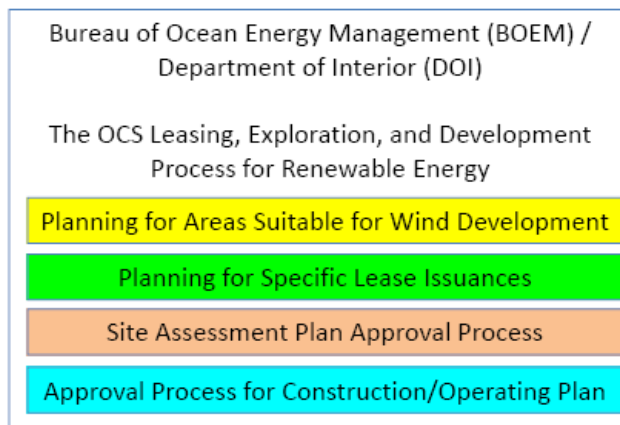 Bureau of Ocean Energy Management (BOEM) /
Department of Interior (DOI)
The OCS Leasing, Exploration, and Development
Process for Renewable Energy
Planning for Areas Suitable for Wind Development
Planning for Specific Lease Issuances
Site Assessment Plan Approval Process
Approval Process for Construction/Operating Plan